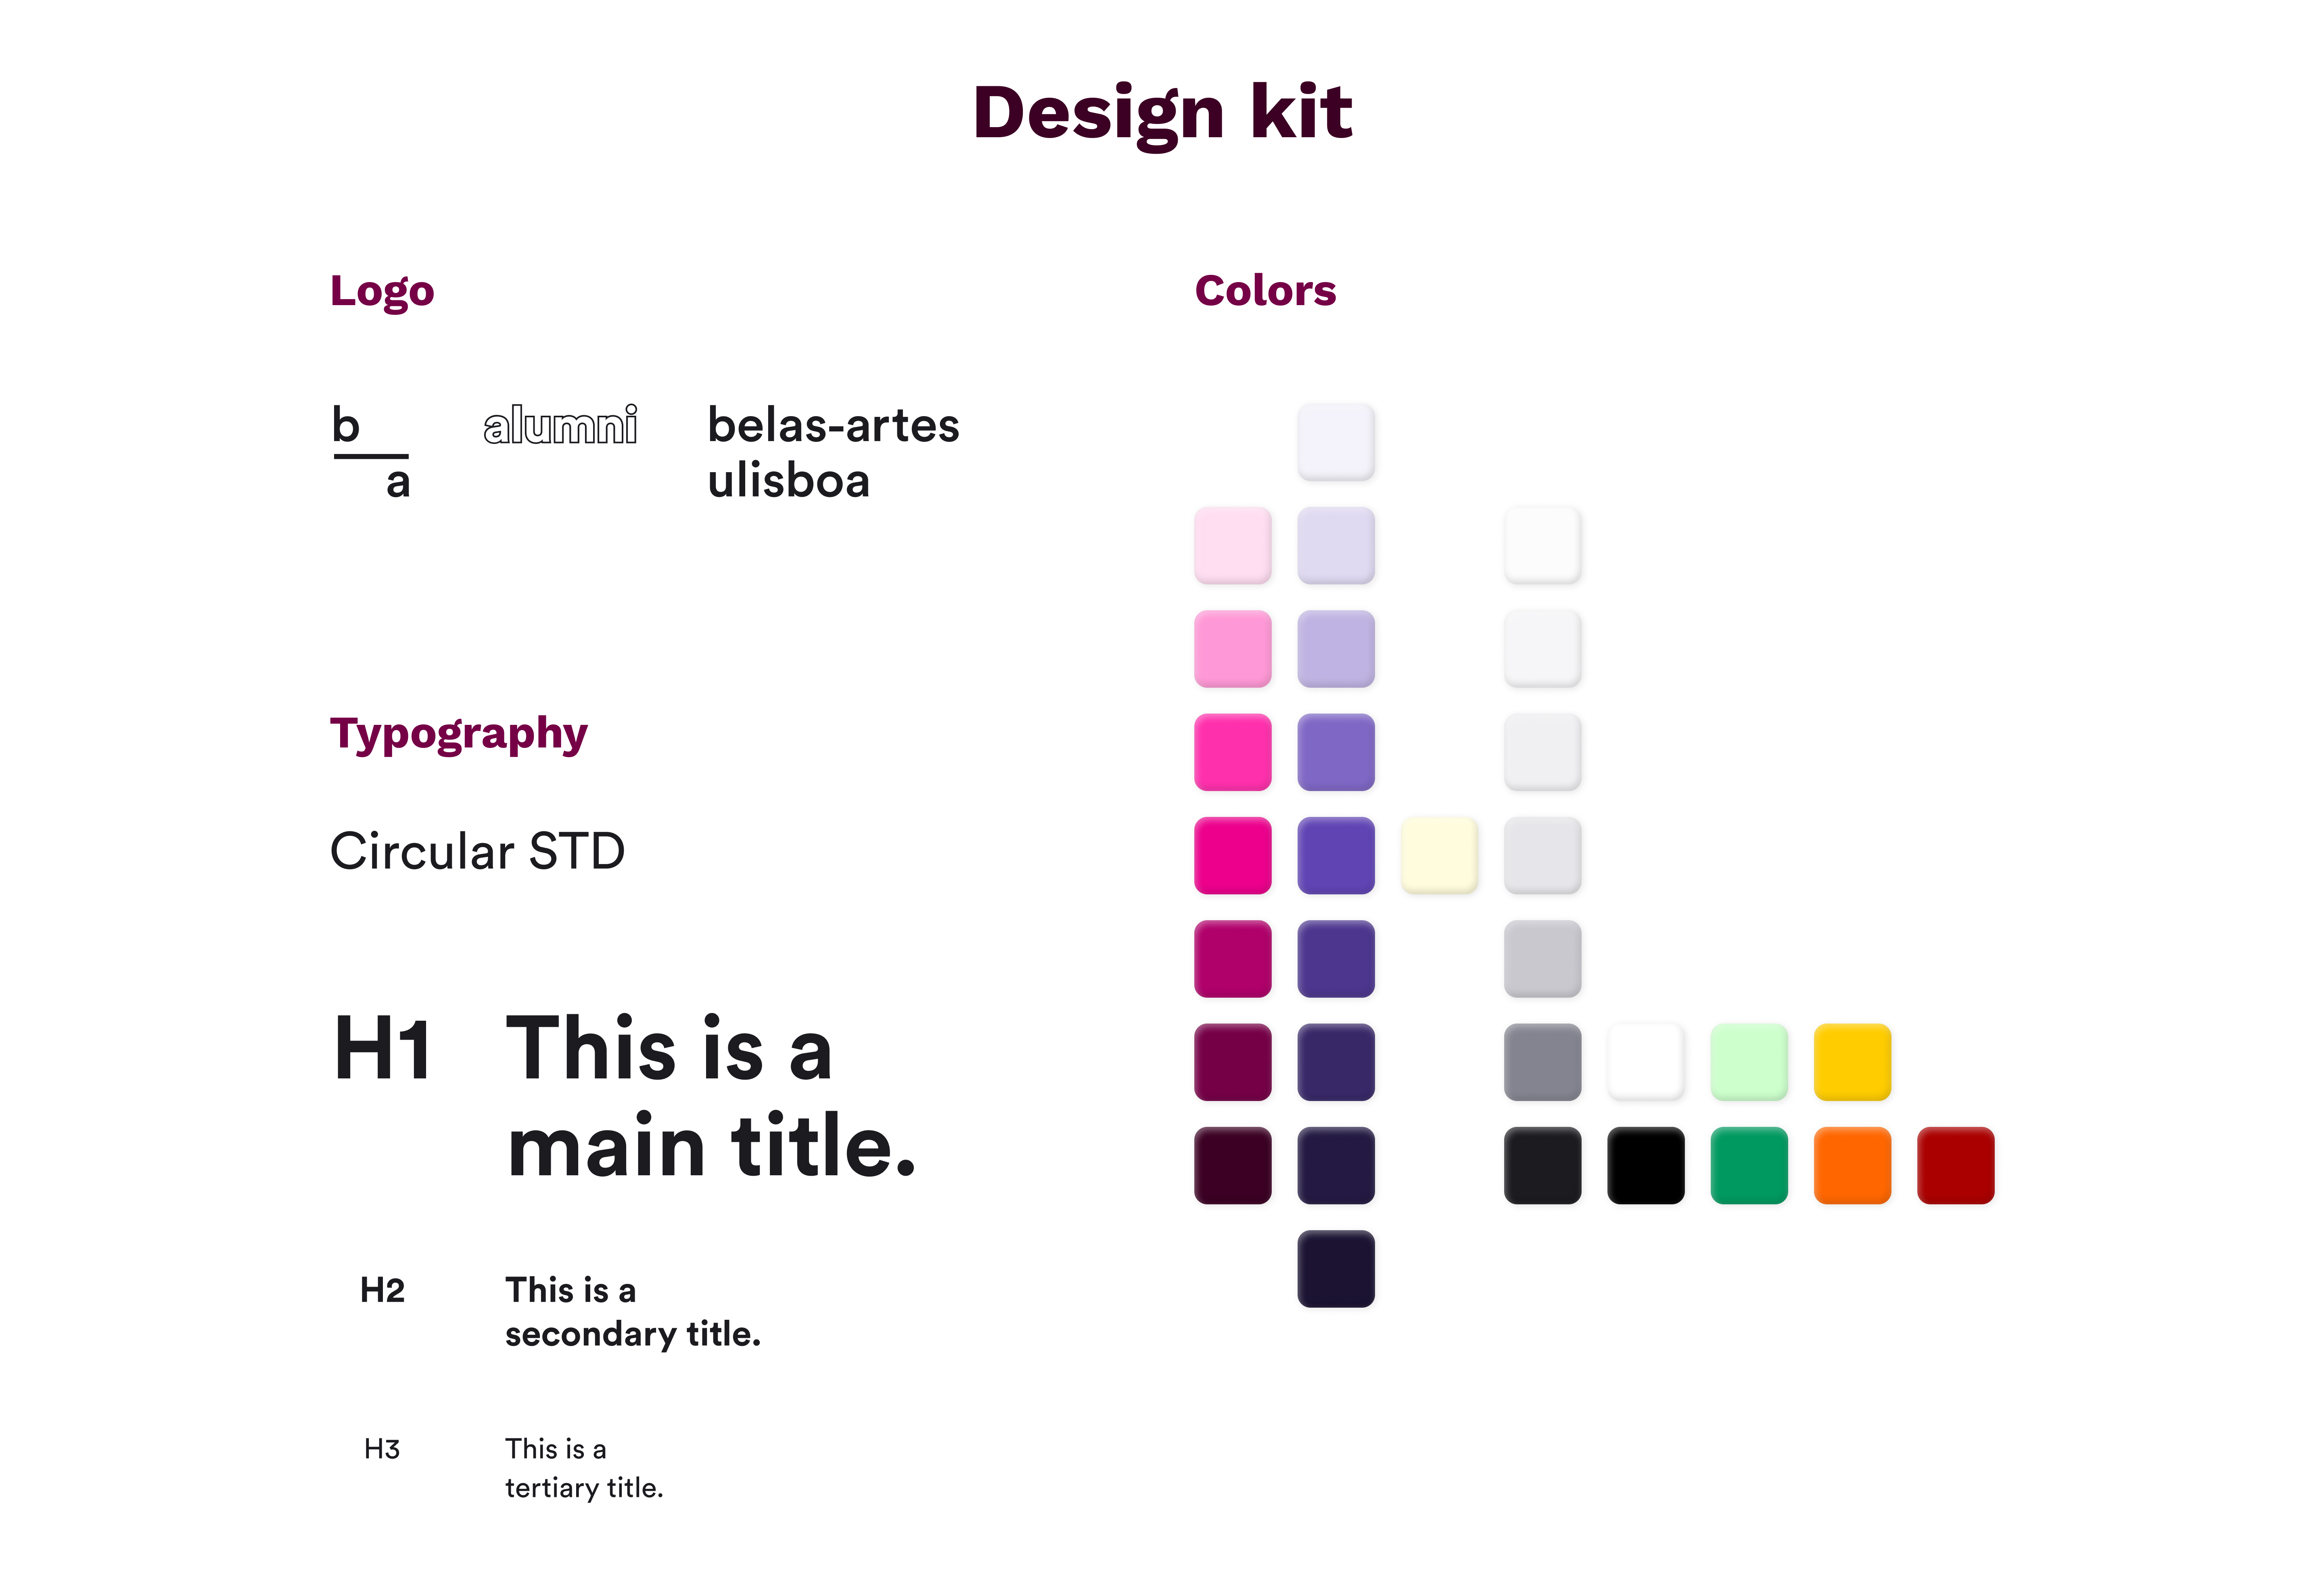 Design kit
Logo
b
a
alumni
belas-artes
ulisboa
Typography
Circular STD
H1
This is a
main title.
H2
This is a
secondary title.
H3
This is a
tertiary title.
Colors